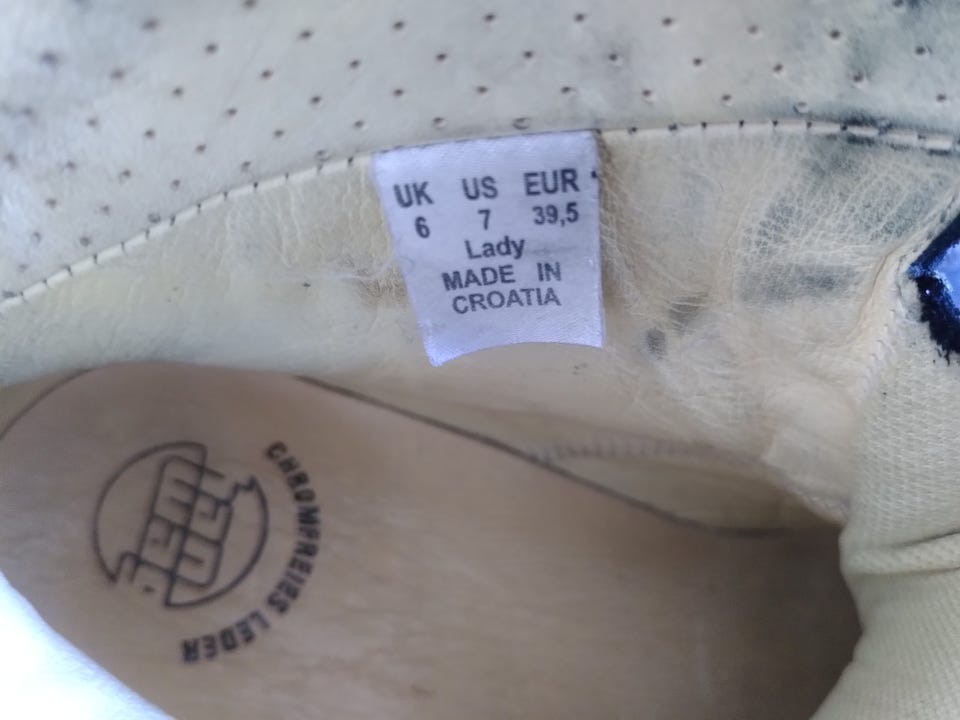 UK US EUR
6 7 39,5
Lady
MADE IN
CROATIA
CHROMFREIES LEDER